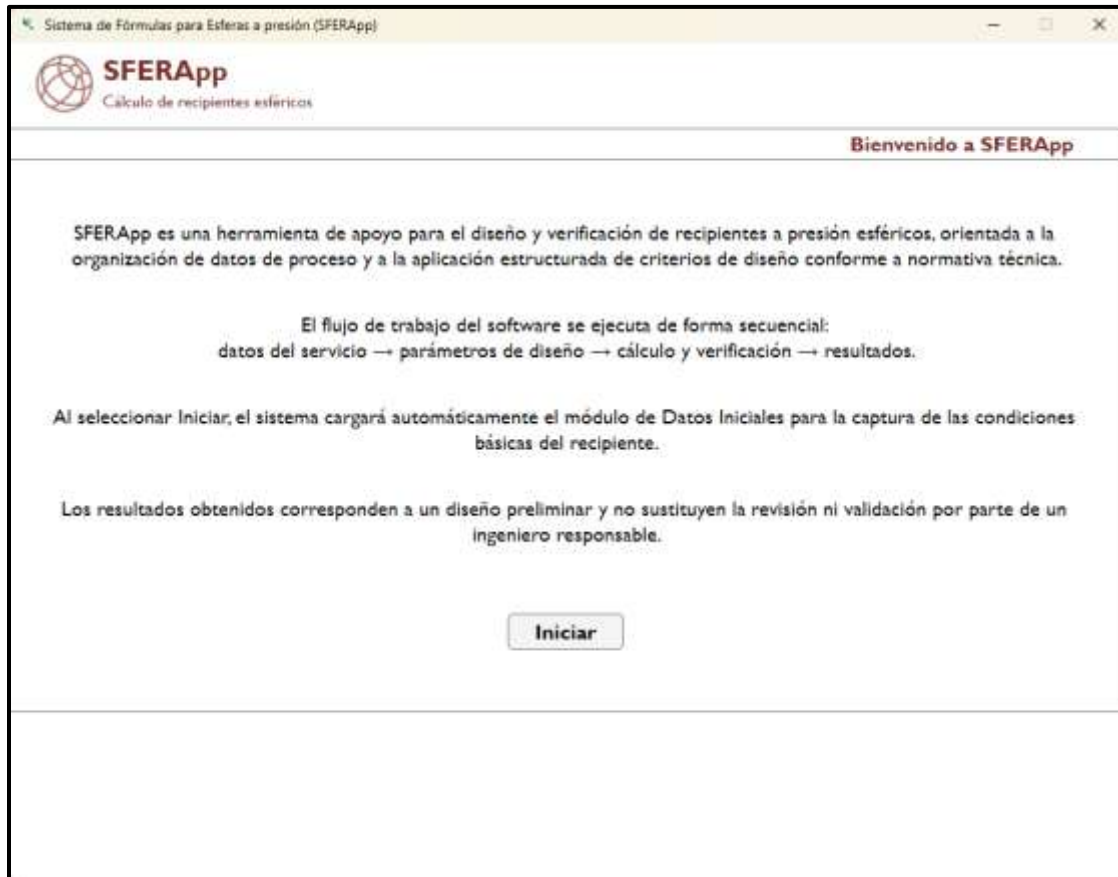 Sistema de Fórmulas para Esferas a presión (SFERApp)
SFERApp
Cálculo de recipientes esféricos
Bienvenido a SFERApp
SFERApp es una herramienta de apoyo para el diseño y verificación de recipientes a presión esféricos, orientada a la
organización de datos de proceso y a la aplicación estructurada de criterios de diseño conforme a normativa técnica.
El flujo de trabajo del software se ejecuta de forma secuencial:
datos del servicio → parámetros de diseño → cálculo y verificación → resultados.
Al seleccionar Iniciar, el sistema cargará automáticamente el módulo de Datos Iniciales para la captura de las condiciones
básicas del recipiente.
Los resultados obtenidos corresponden a un diseño preliminar y no sustituyen la revisión ni validación por parte de un
ingeniero responsable.
Iniciar